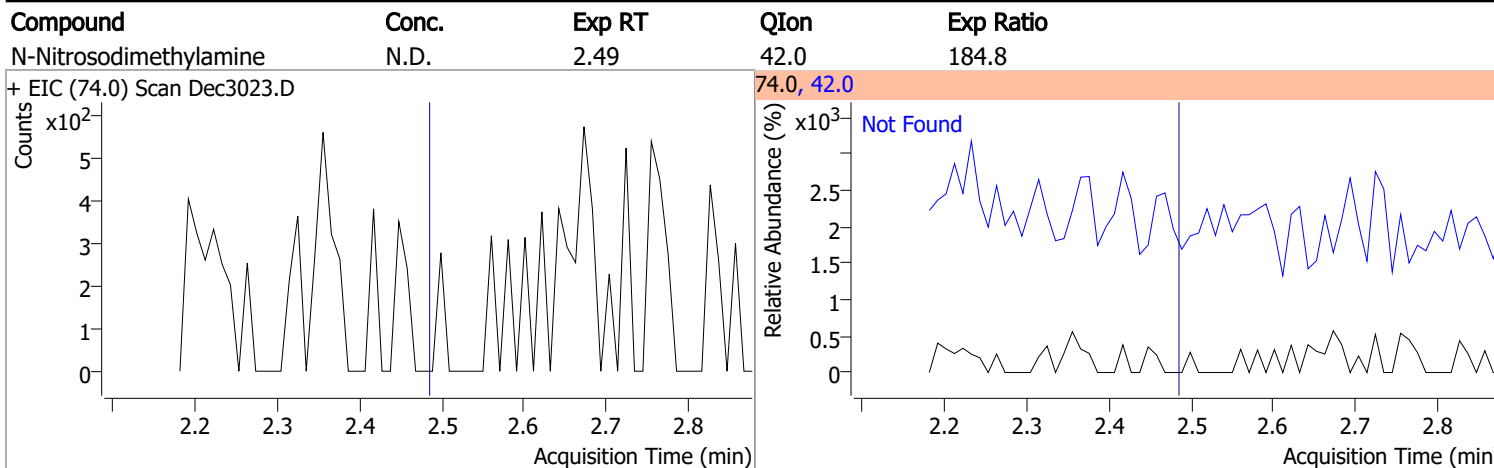 Compound Conc. Exp RT QIon Exp Ratio
N-Nitrosodimethylamine N.D. 2.49 42.0 184.8
+ EIC (74.0) Scan Dec3023.D
Counts
x10²
5
4
3
2
1
0
2.2 2.3 2.4 2.5 2.6 2.7 2.8
Acquisition Time (min)
74.0, 42.0
Relative Abundance (%)
x10³
Not Found
2.5
2
1.5
1
0.5
0
2.2 2.3 2.4 2.5 2.6 2.7 2.8
Acquisition Time (min